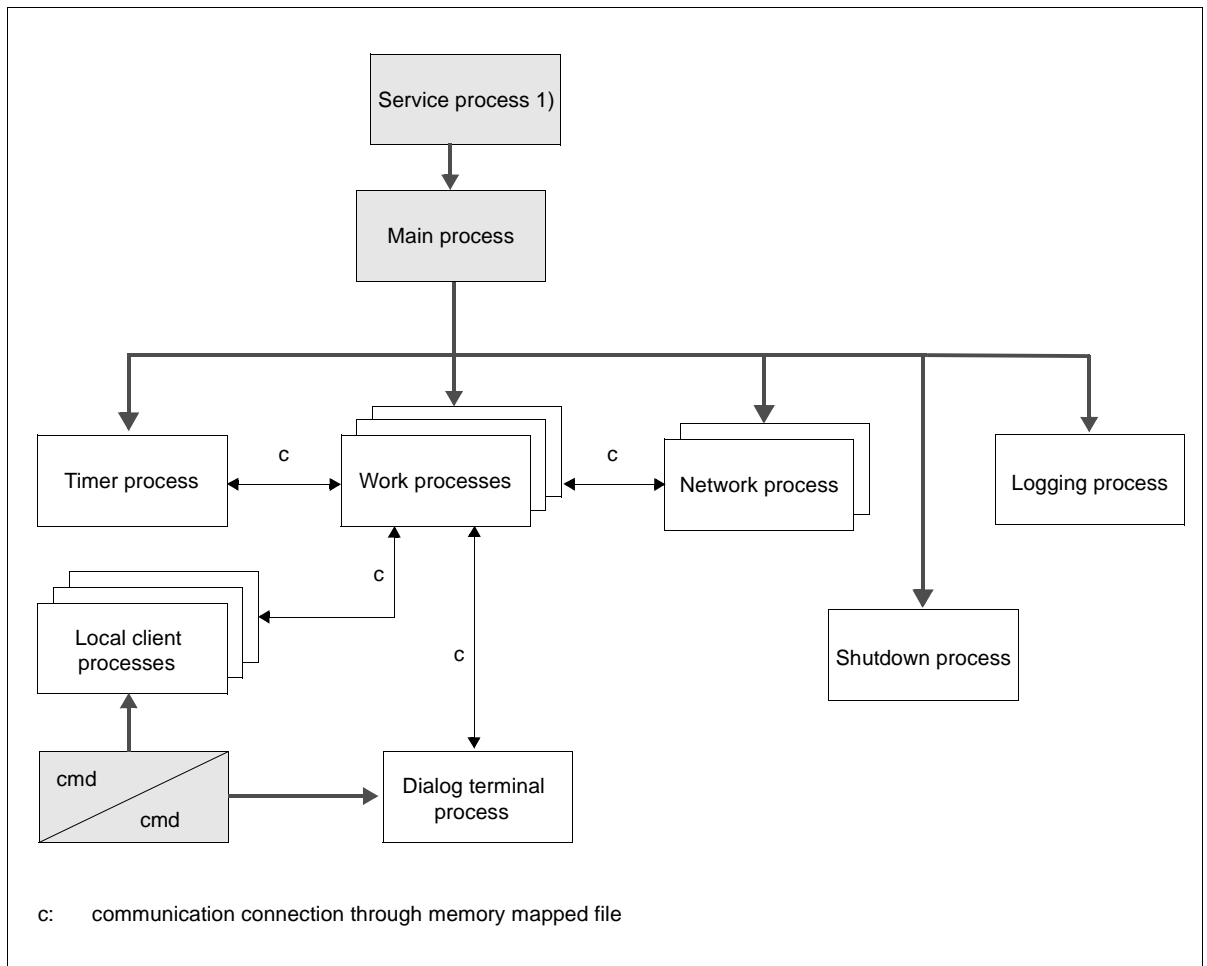 Service process 1)
Main process
c
c
Timer process
Work processes
Network process
Logging process
c
Local client
processes
c
Shutdown process
cmd
cmd
Dialog terminal
process
c: communication connection through memory mapped file